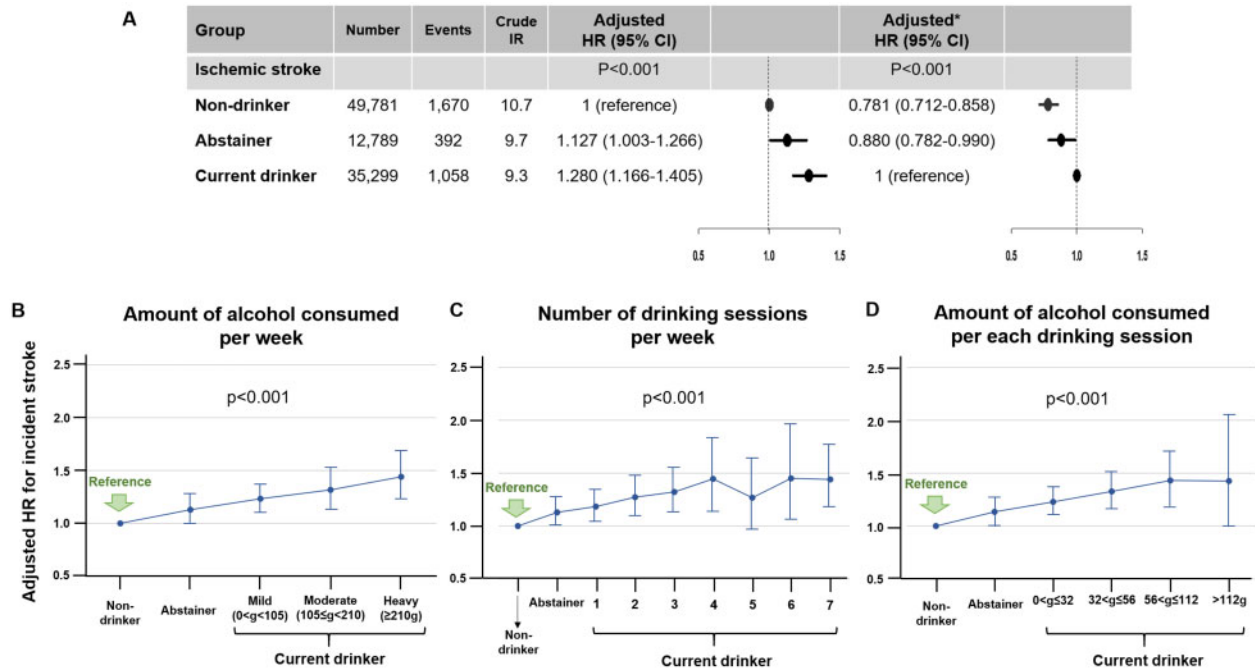 A
Group Number Events Crude IR Adjusted HR (95% CI) Adjusted* HR (95% CI)
Ischemic stroke P<0.001 P<0.001
Non-drinker 49,781 1,670 10.7 1 (reference) 0.781 (0.712-0.858)
Abstainer 12,789 392 9.7 1.127 (1.003-1.266) 0.880 (0.782-0.990)
Current drinker 35,299 1,058 9.3 1.280 (1.166-1.405) 1 (reference)
0.5 1.0 1.5 0.5 1.0 1.5
B
Amount of alcohol consumed
per week
Adjusted HR for incident stroke
2.5
2.0
1.5
1.0
0.5
p<0.001
Reference
Non-
drinker
Abstainer
Mild
(0<g<105)
Moderate
(105≤g<210)
Heavy
(≥210g)
Current drinker
C
Number of drinking sessions
per week
2.5
2.0
1.5
1.0
0.5
p<0.001
Reference
Abstainer 1 2 3 4 5 6 7
Non-
drinker
Current drinker
D
Amount of alcohol consumed
per each drinking session
2.5
2.0
1.5
1.0
0.5
p<0.001
Reference
Non-
drinker
Abstainer 0<g≤32 32<g≤56 56<g≤112 >112g
Current drinker